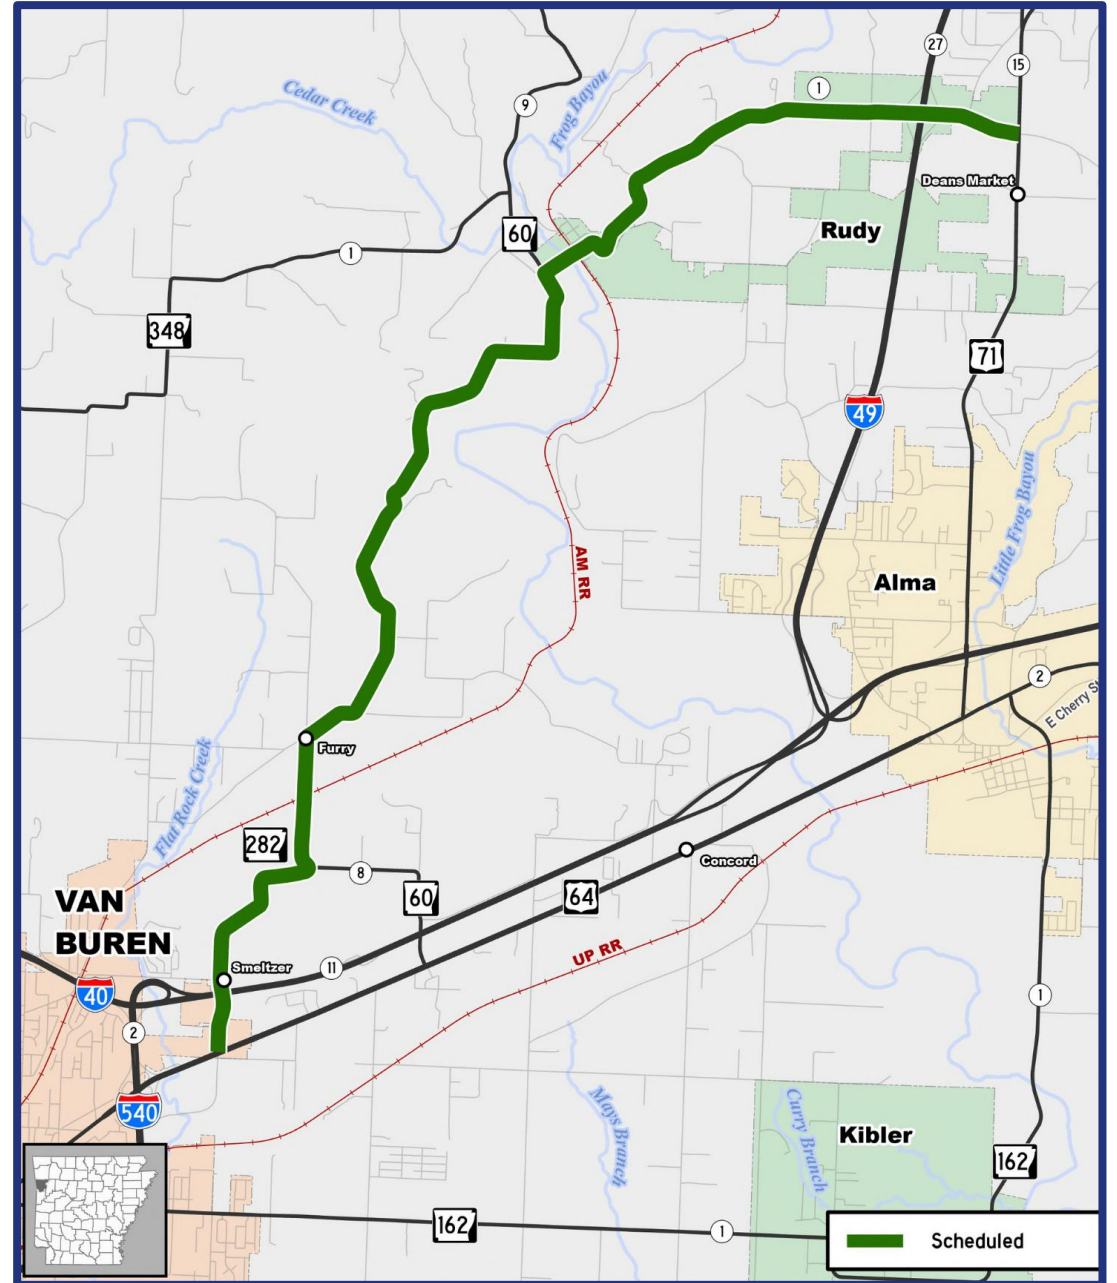 27
15
1
9
Cedar Creek
Frog Bayou
Deans Market
60
Rudy
1
348
71
49
Little Frog Bayou
AM RR
Alma
2
E Cherry St
Furry
Flat Rock Creek
282
8
60
Concord
64
VAN
BUREN
UP RR
Smeltzer
11
40
1
2
540
Mays Branch
Curry Branch
Kibler
162
162
1
Scheduled